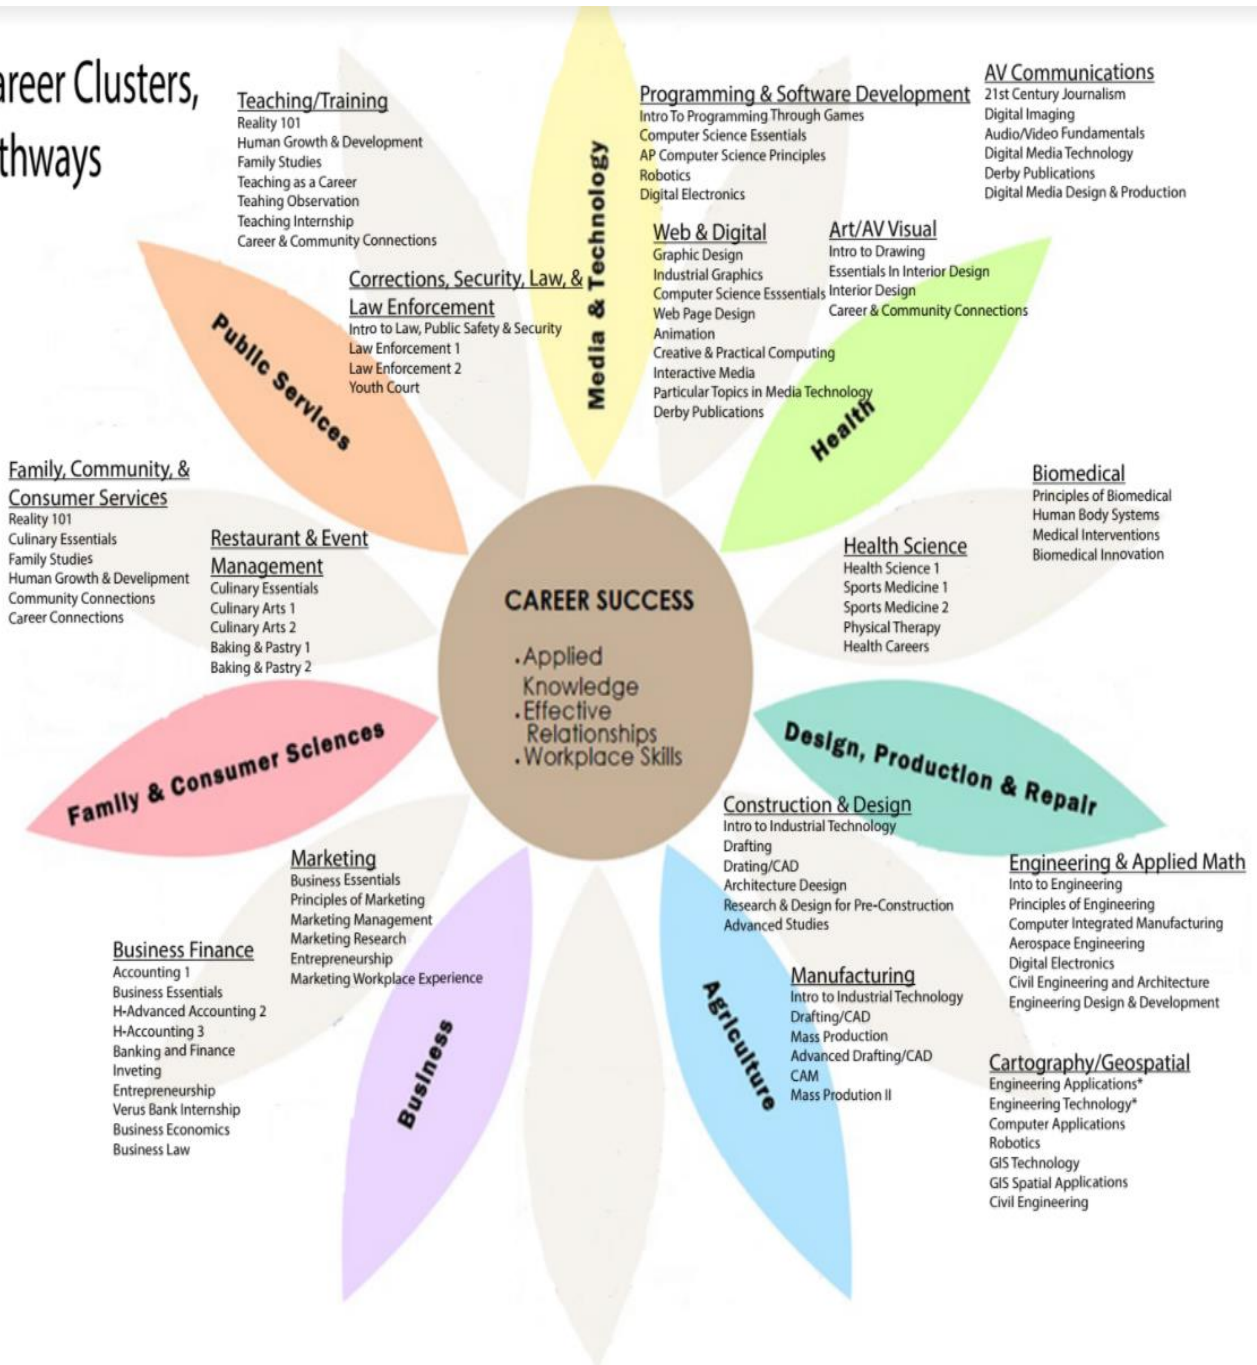 areer Clusters,
thways
Teaching/Training
Reality 101
Human Growth & Development
Family Studies
Teaching as a Career
Teahing Observation
Teaching Internship
Career & Community Connections
Corrections, Security, Law, &
Law Enforcement
Intro to Law, Public Safety & Security
Law Enforcement 1
Law Enforcement 2
Youth Court
Public Services
Media & Technology
Programming & Software Development
Intro To Programming Through Games
Computer Science Essentials
AP Computer Science Principles
Robotics
Digital Electronics
AV Communications
21st Century Journalism
Digital Imaging
Audio/Video Fundamentals
Digital Media Technology
Derby Publications
Digital Media Design & Production
Web & Digital
Graphic Design
Industrial Graphics
Computer Science Esssentials
Web Page Design
Animation
Creative & Practical Computing
Interactive Media
Particular Topics in Media Technology
Derby Publications
Art/AV Visual
Intro to Drawing
Essentials In Interior Design
Interior Design
Career & Community Connections
Health
Family, Community, &
Consumer Services
Reality 101
Culinary Essentials
Family Studies
Human Growth & Develipment
Community Connections
Career Connections
Restaurant & Event
Management
Culinary Essentials
Culinary Arts 1
Culinary Arts 2
Baking & Pastry 1
Baking & Pastry 2
CAREER SUCCESS
. Applied
Knowledge
. Effective
Relationships
. Workplace Skills
Health Science
Health Science 1
Sports Medicine 1
Sports Medicine 2
Physical Therapy
Health Careers
Biomedical
Principles of Biomedical
Human Body Systems
Medical Interventions
Biomedical Innovation
Family & Consumer Sciences
Design, Production & Repair
Marketing
Business Essentials
Principles of Marketing
Marketing Management
Marketing Research
Entrepreneurship
Marketing Workplace Experience
Business Finance
Accounting 1
Business Essentials
H-Advanced Accounting 2
H-Accounting 3
Banking and Finance
Inveting
Entrepreneurship
Verus Bank Internship
Business Economics
Business Law
Business
Agriculture
Construction & Design
Intro to Industrial Technology
Drafting
Drating/CAD
Architecture Deesign
Research & Design for Pre-Construction
Advanced Studies
Manufacturing
Intro to Industrial Technology
Drafting/CAD
Mass Production
Advanced Drafting/CAD
CAM
Mass Prodution II
Engineering & Applied Math
Into to Engineering
Principles of Engineering
Computer Integrated Manufacturing
Aerospace Engineering
Digital Electronics
Civil Engineering and Architecture
Engineering Design & Development
Cartography/Geospatial
Engineering Applications*
Engineering Technology*
Computer Applications
Robotics
GIS Technology
GIS Spatial Applications
Civil Engineering